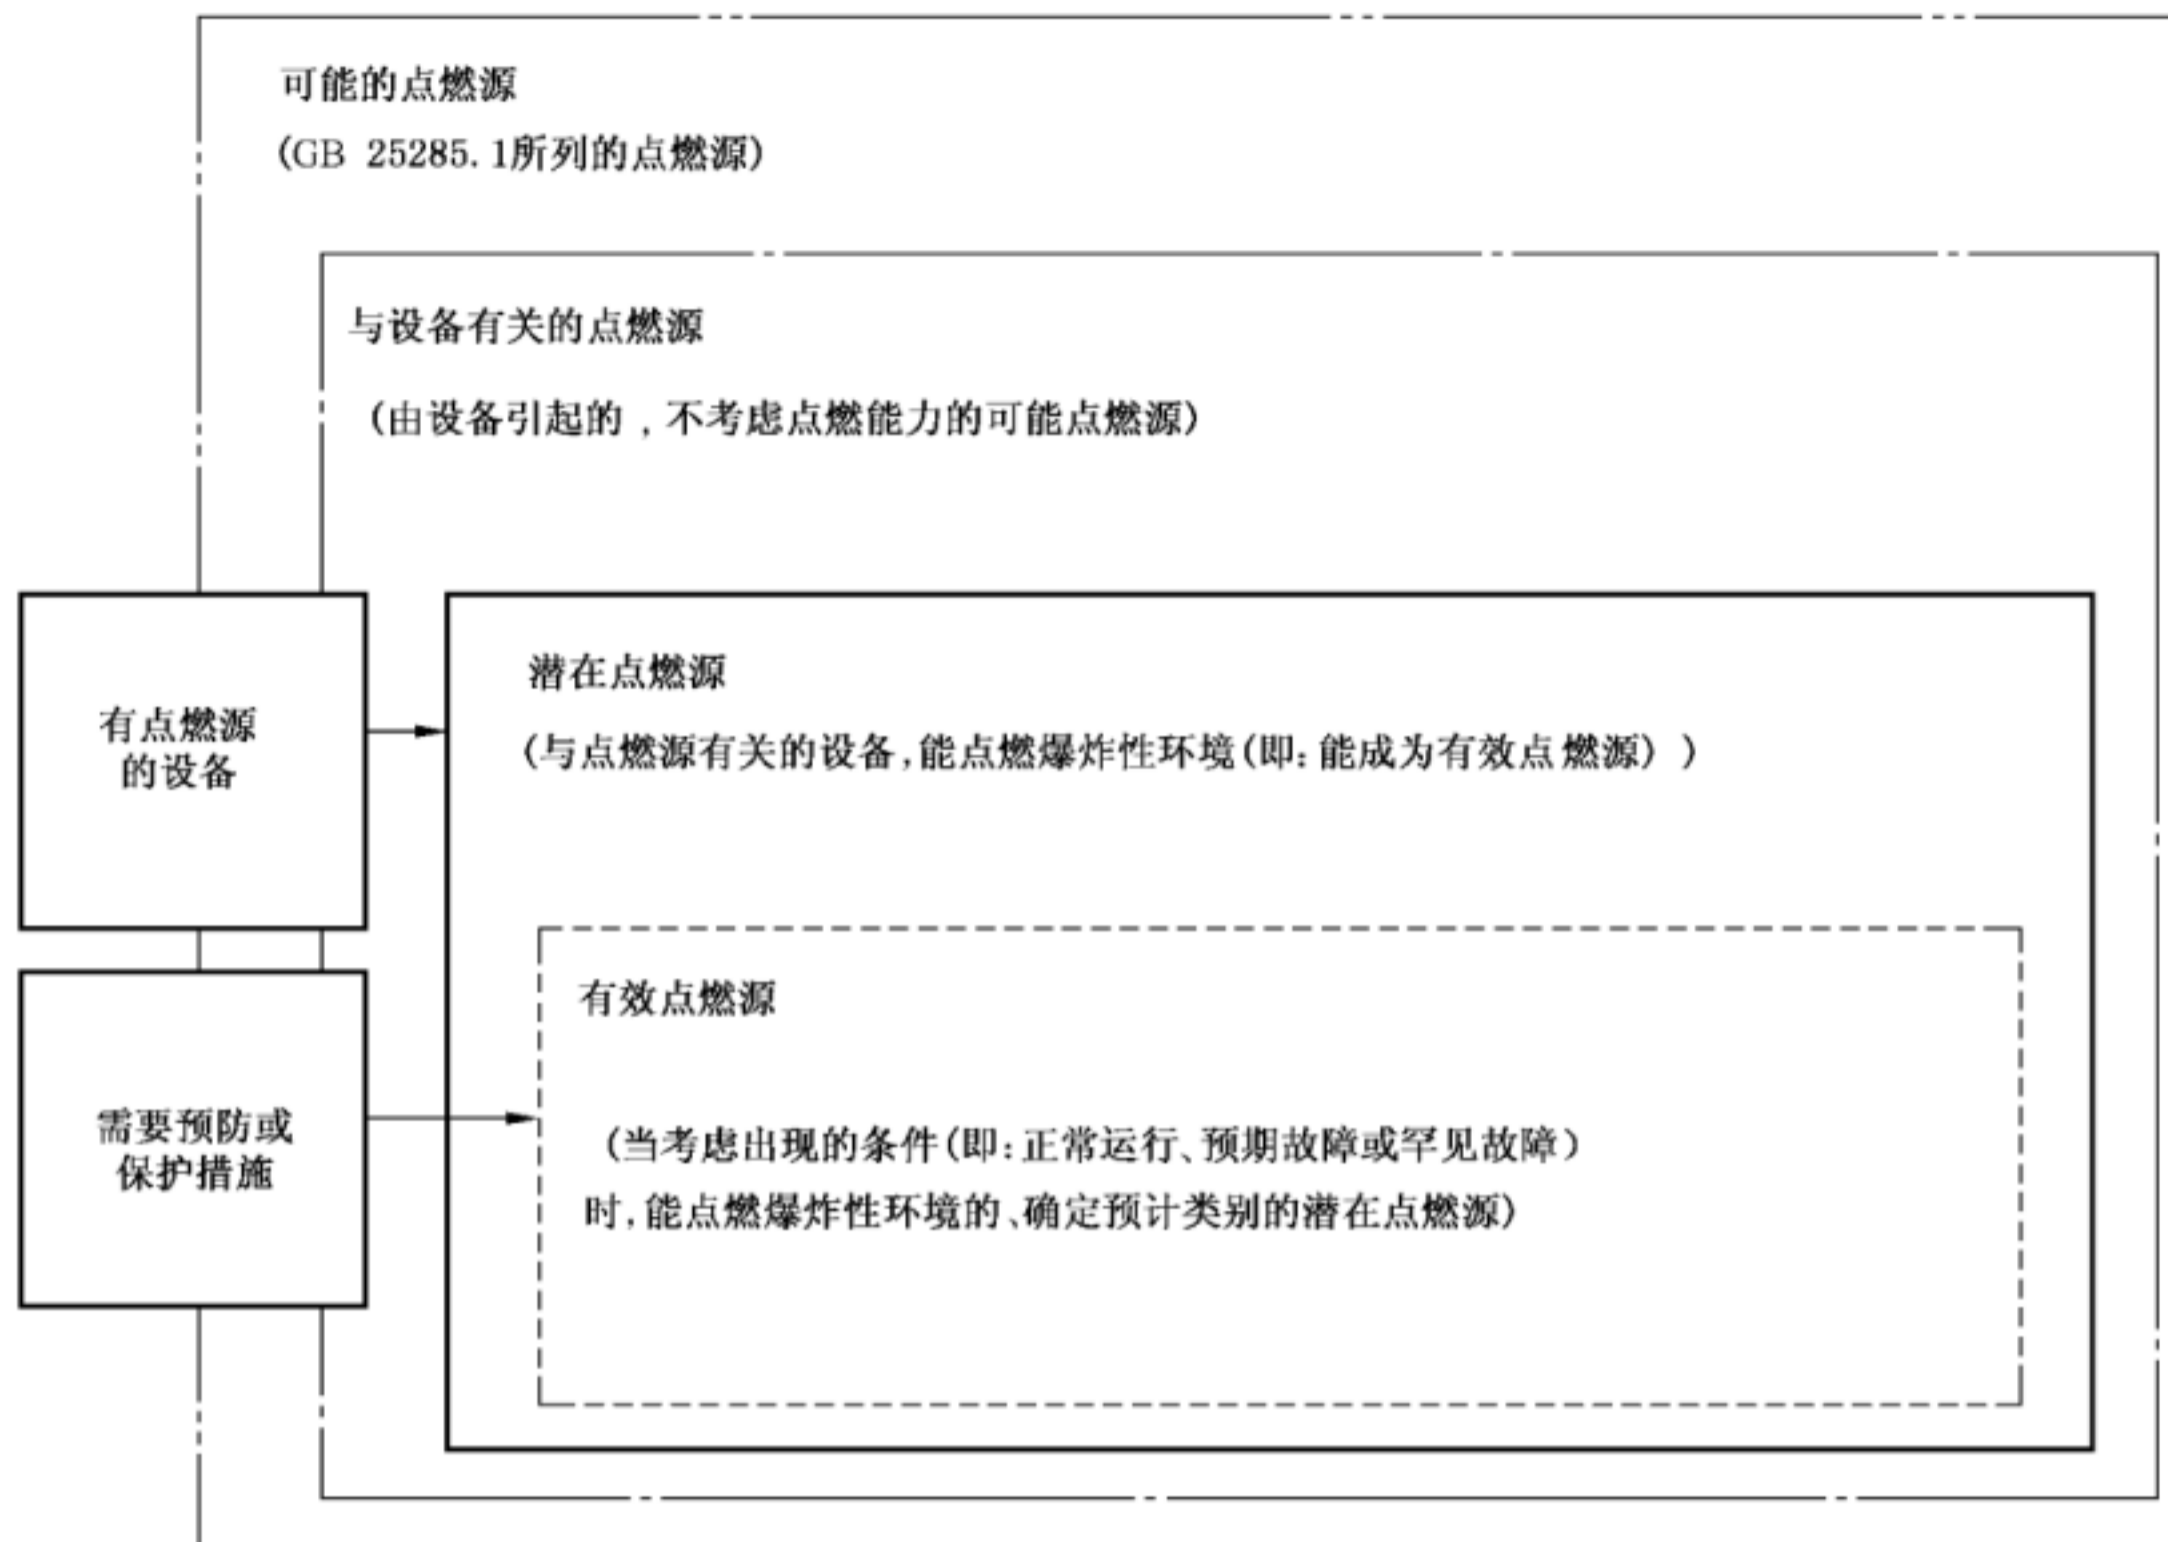 可能的点燃源
(GB 25285.1所列的点燃源)
与设备有关的点燃源
(由设备引起的,不考虑点燃能力的可能点燃源)
有点燃源
的设备
潜在点燃源
(与点燃源有关的设备,能点燃爆炸性环境(即:能成为有效点燃源))
需要预防或
保护措施
有效点燃源
(当考虑出现的条件(即:正常运行、预期故障或罕见故障)
时,能点燃爆炸性环境的、确定预计类别的潜在点燃源)